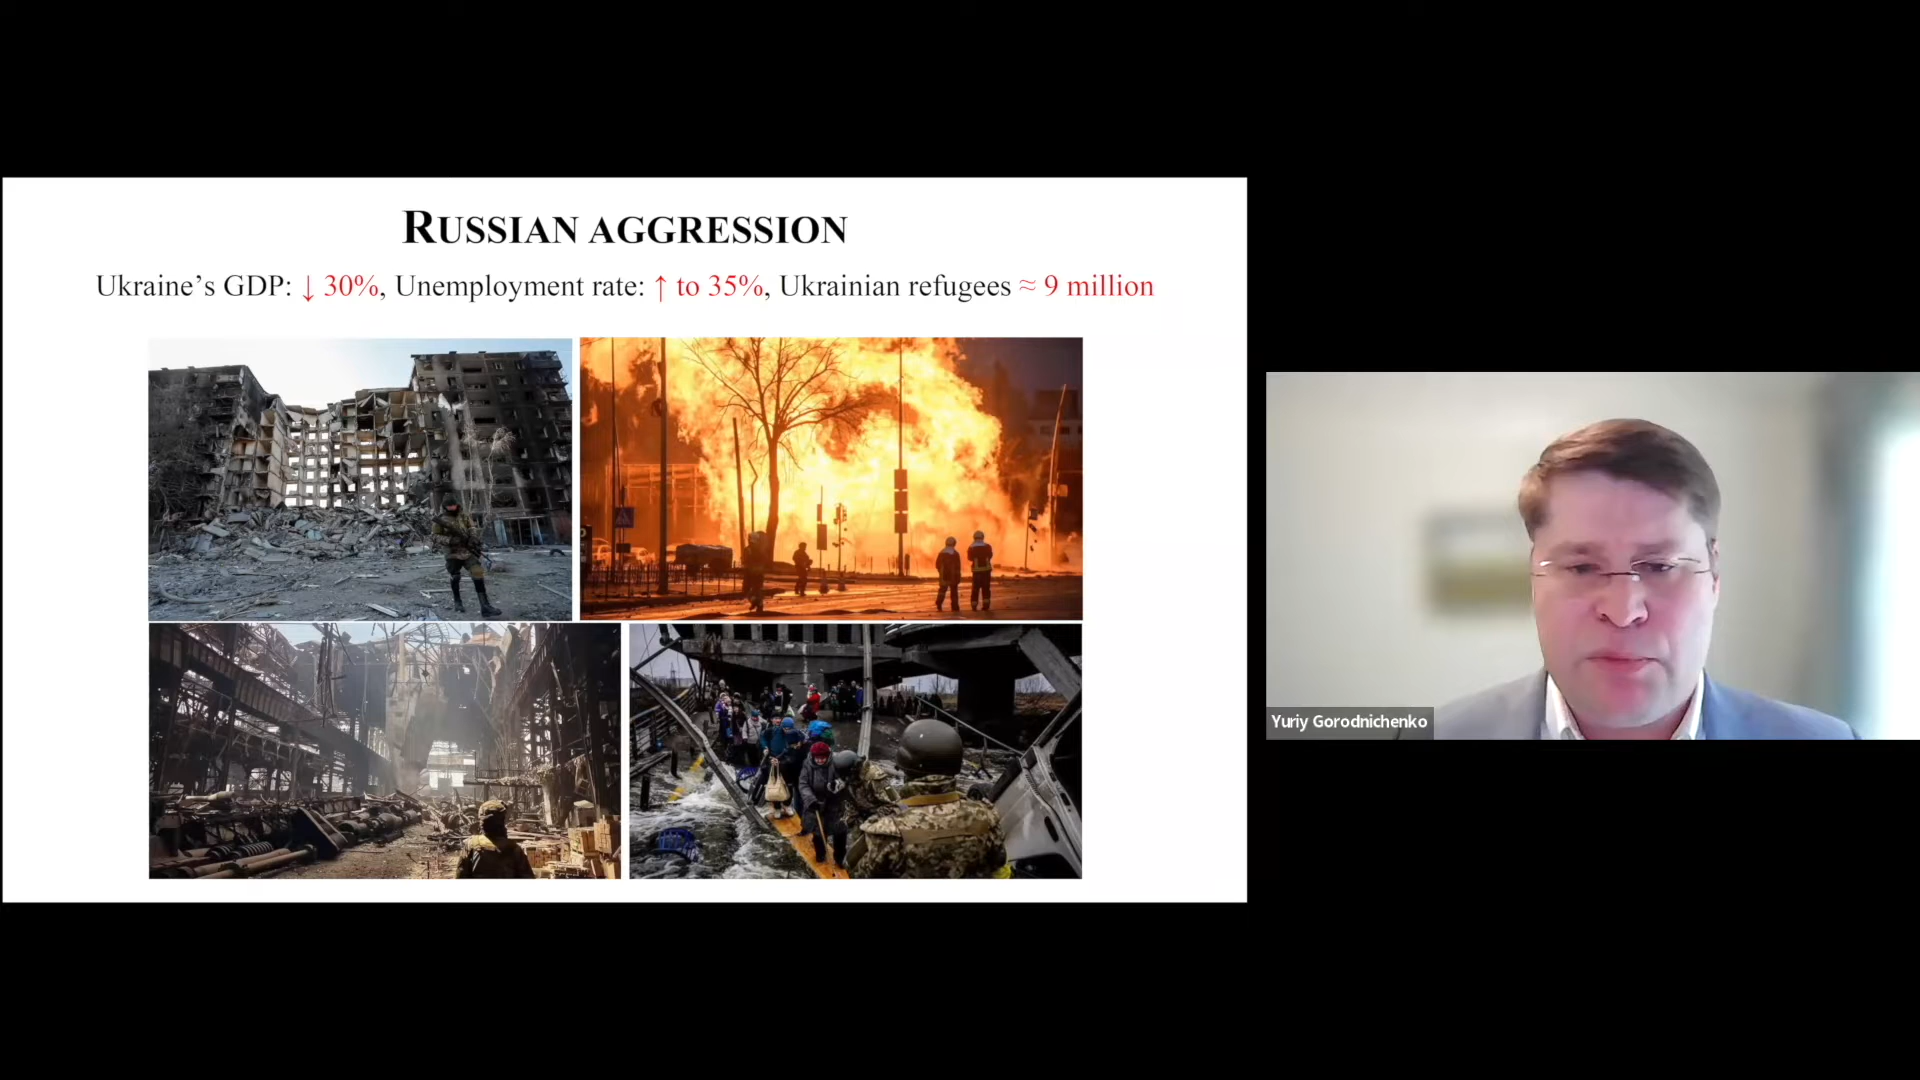 RUSSIAN AGGRESSION
Ukraine’s GDP: ↓ 30%, Unemployment rate: ↑ to 35%, Ukrainian refugees ≈ 9 million
Yuriy Gorodnichenko